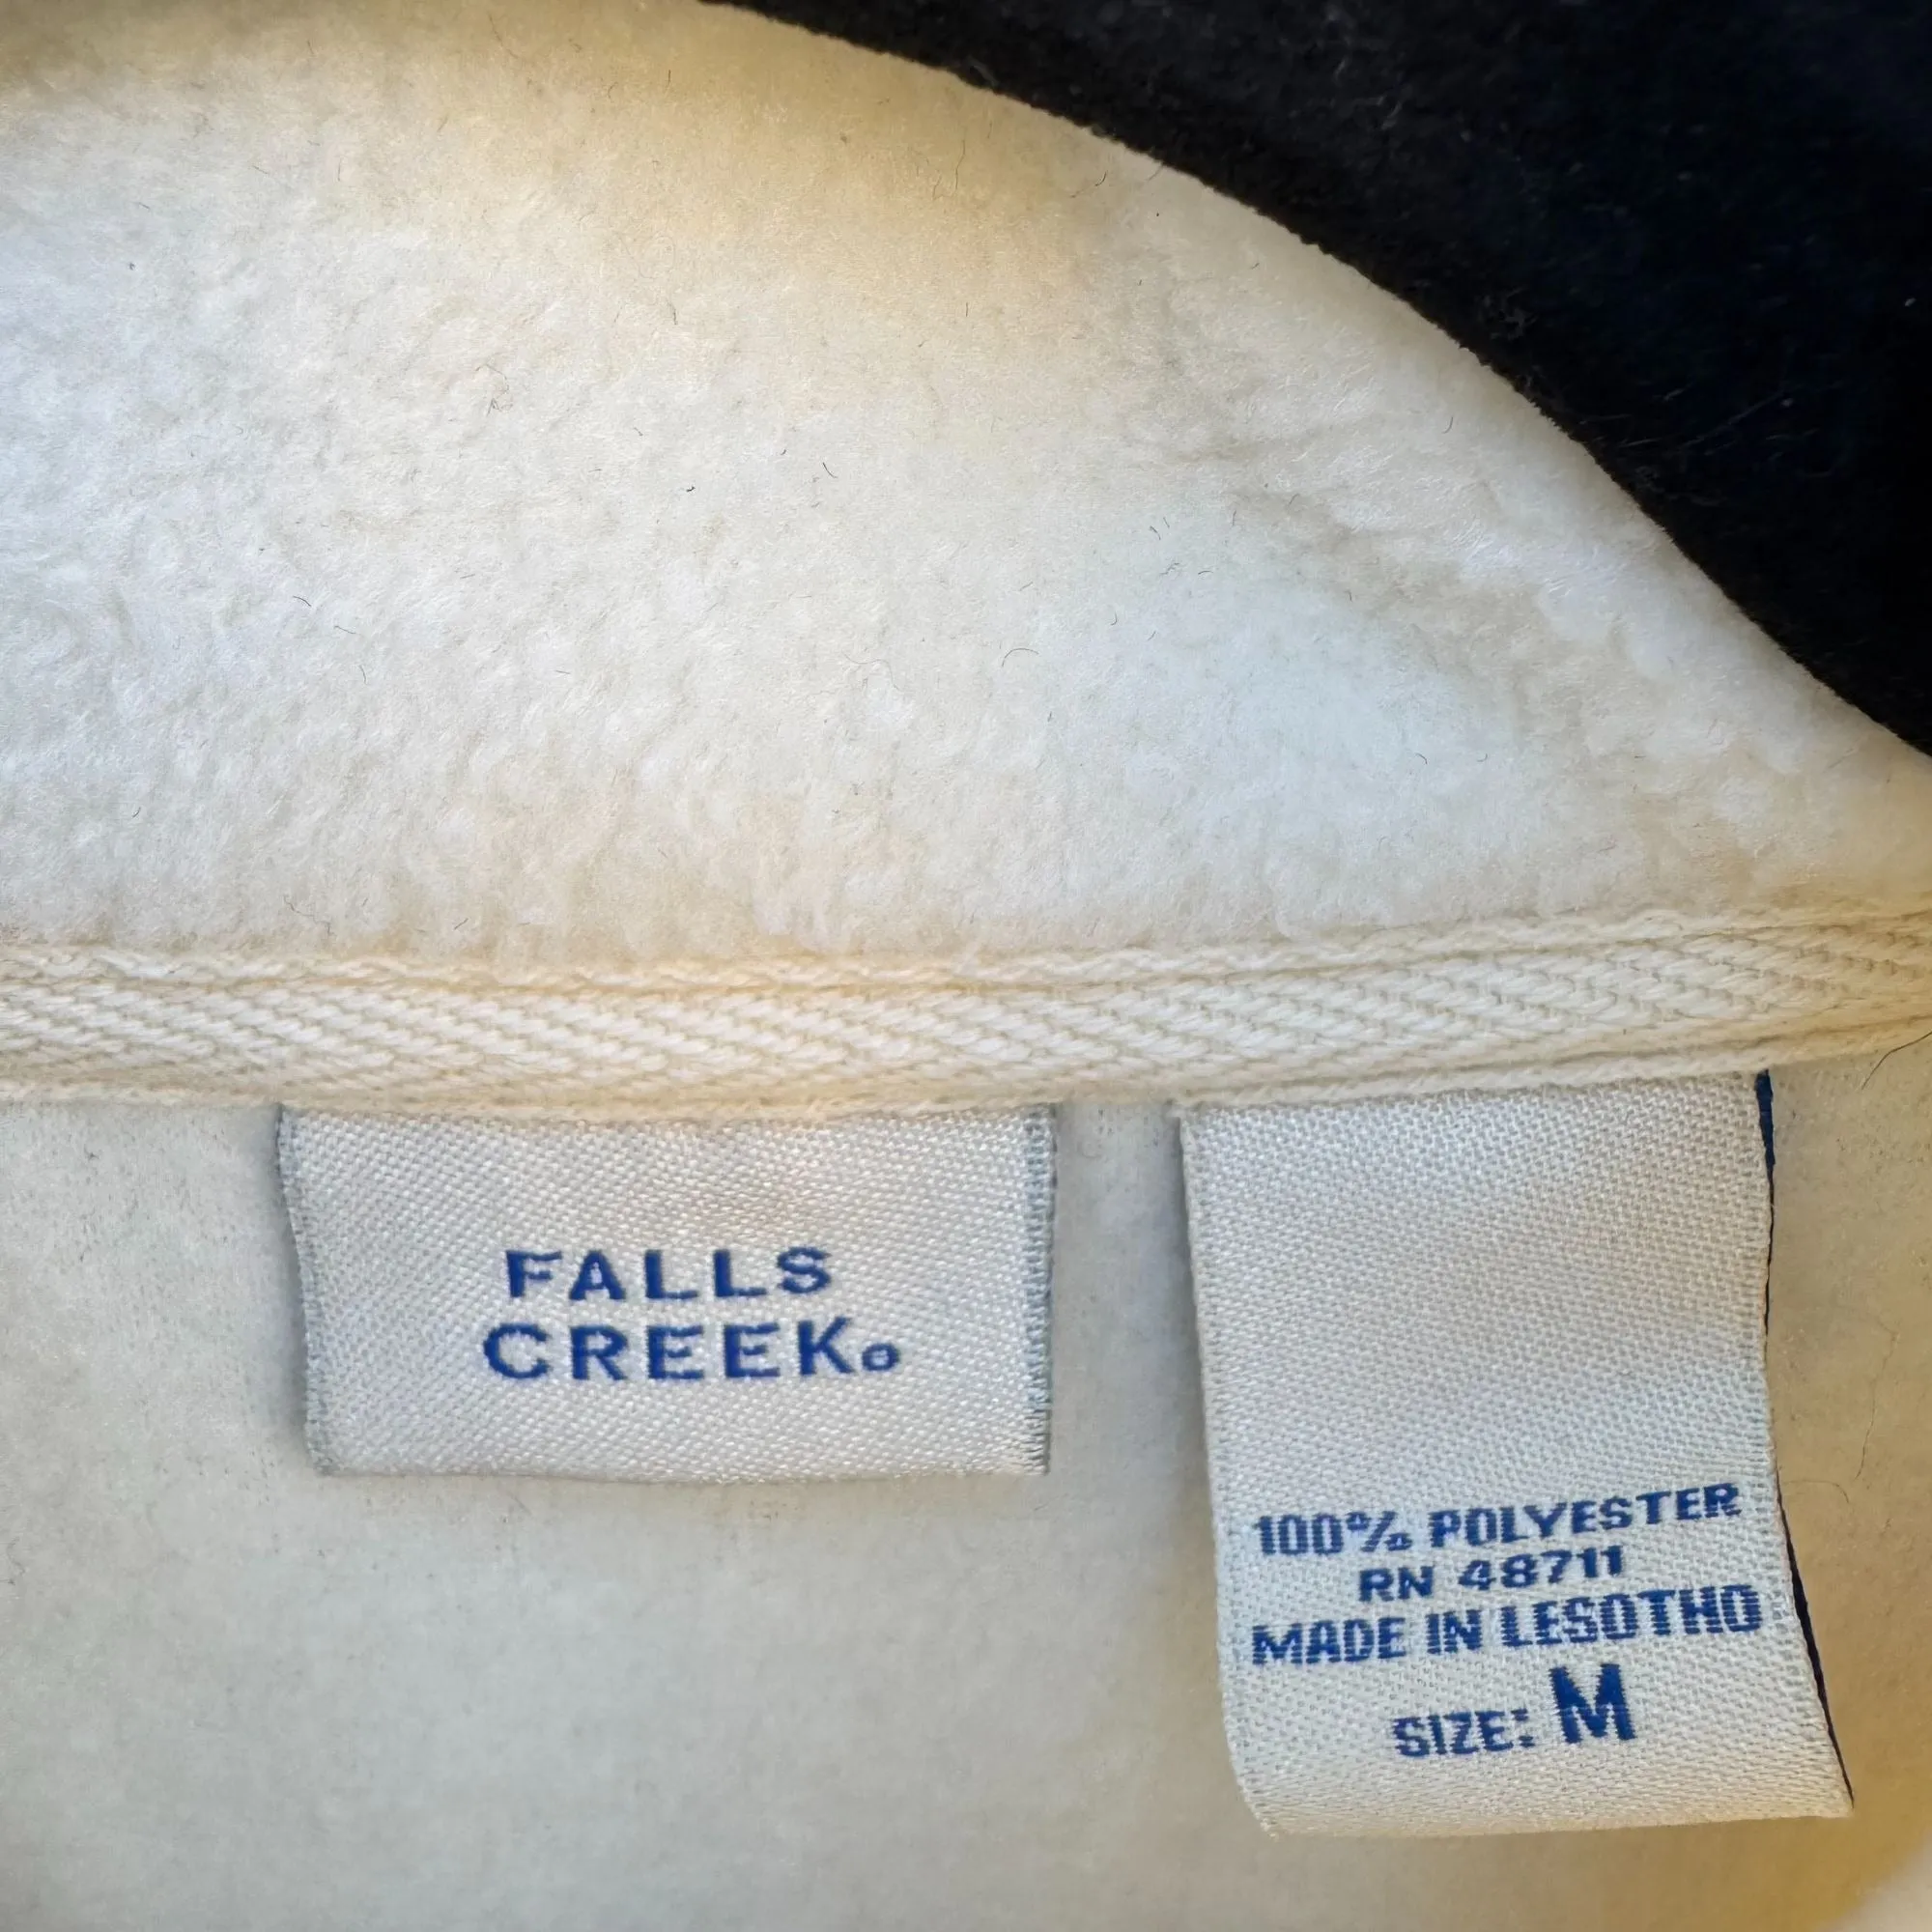 FALLS
CREEK®
100% POLYESTER
RN 48711
MADE IN LESOTHO
SIZE: M